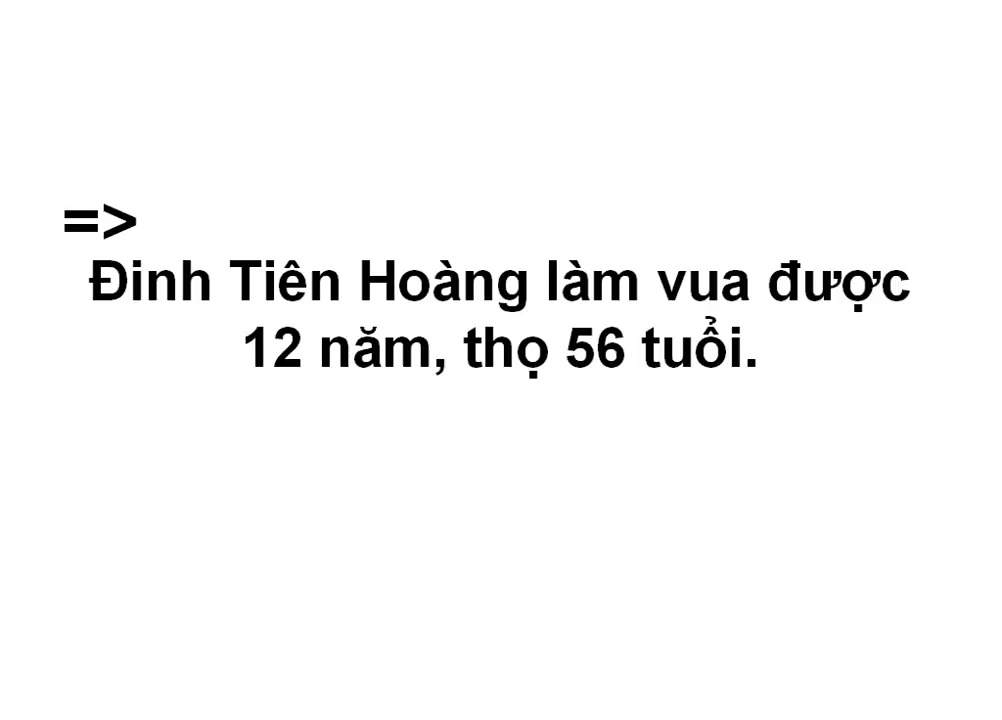 =>
Đinh Tiên Hoàng làm vua được
12 năm, thọ 56 tuổi.